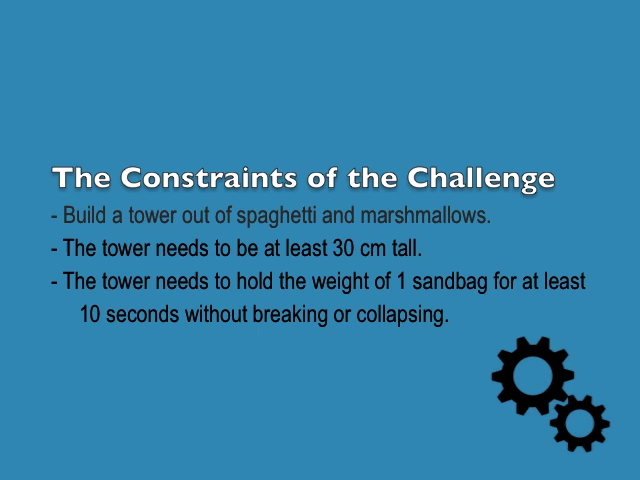 The Constraints of the Challenge
- Build a tower out of spaghetti and marshmallows.
- The tower needs to be at least 30 cm tall.
- The tower needs to hold the weight of 1 sandbag for at least
10 seconds without breaking or collapsing.